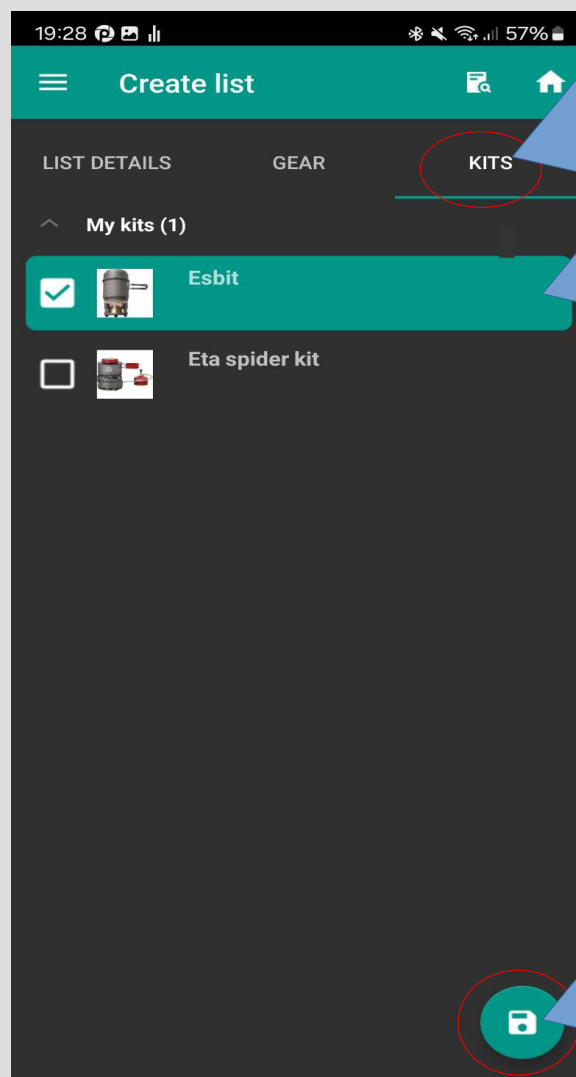 19:28 57%
Create list
LIST DETAILS GEAR KITS
My kits (1)
Esbit
Eta spider kit